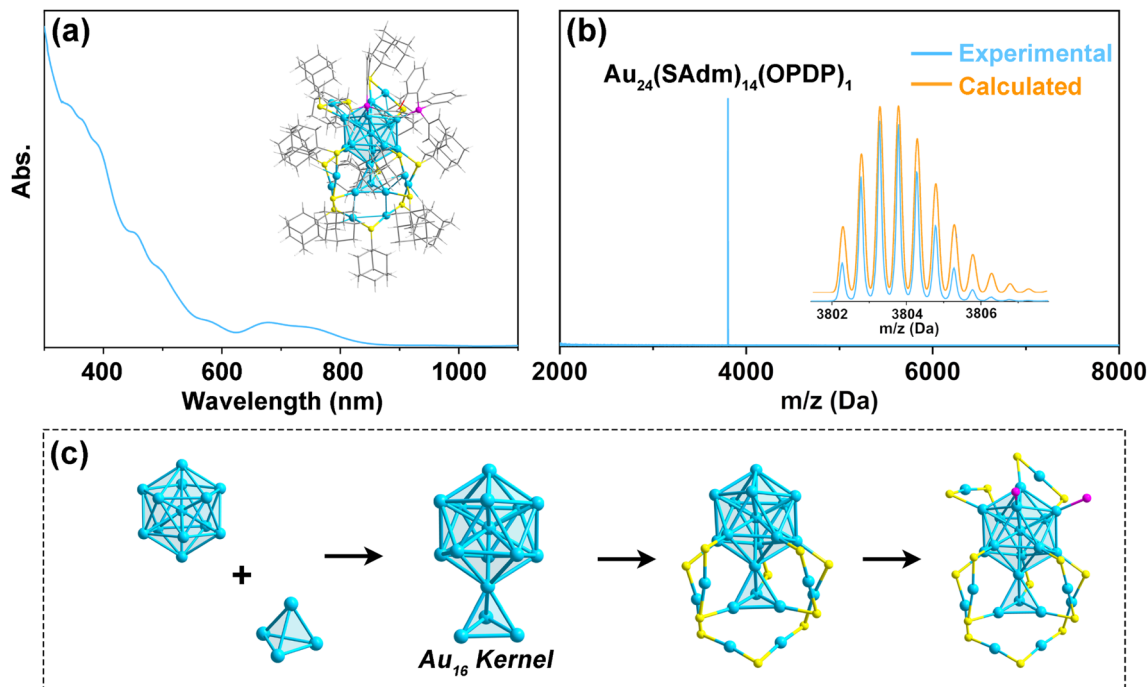 (a)
Abs.
400
600
800
1000
Wavelength (nm)
(b)
Au24(SAdm)14(OPDP)1
Experimental
Calculated
3802
3804
3806
m/z (Da)
2000
4000
6000
8000
m/z (Da)
(c)
+
Au16 Kernel